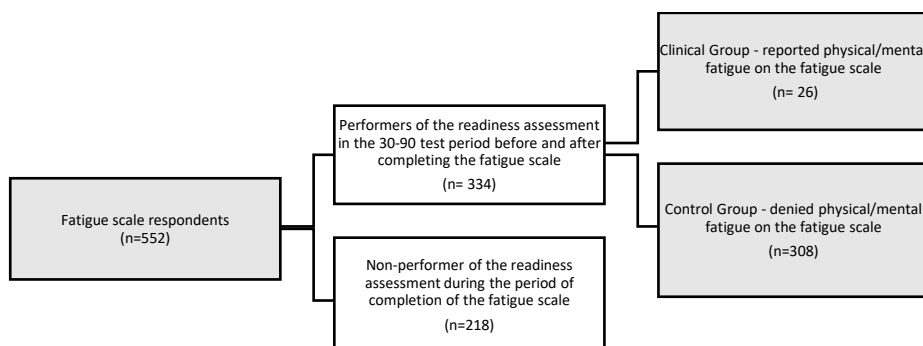 Clinical Group - reported physical/mental
fatigue on the fatigue scale
(n= 26)
Performers of the readiness assessment
in the 30-90 test period before and after
completing the fatigue scale
(n= 334)
Fatigue scale respondents
(n=552)
Control Group - denied physical/mental
fatigue on the fatigue scale
(n=308)
Non-performer of the readiness
assessment during the period of
completion of the fatigue scale
(n=218)